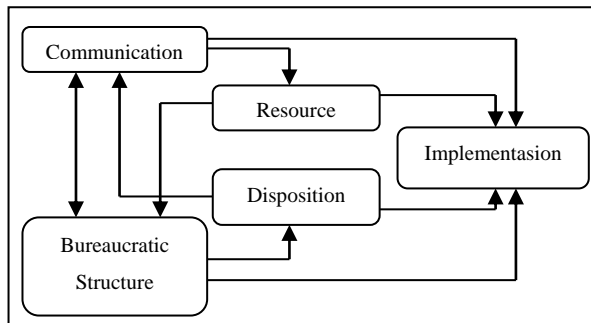 Communication
Resource
Implementasion
Disposition
Bureaucratic
Structure